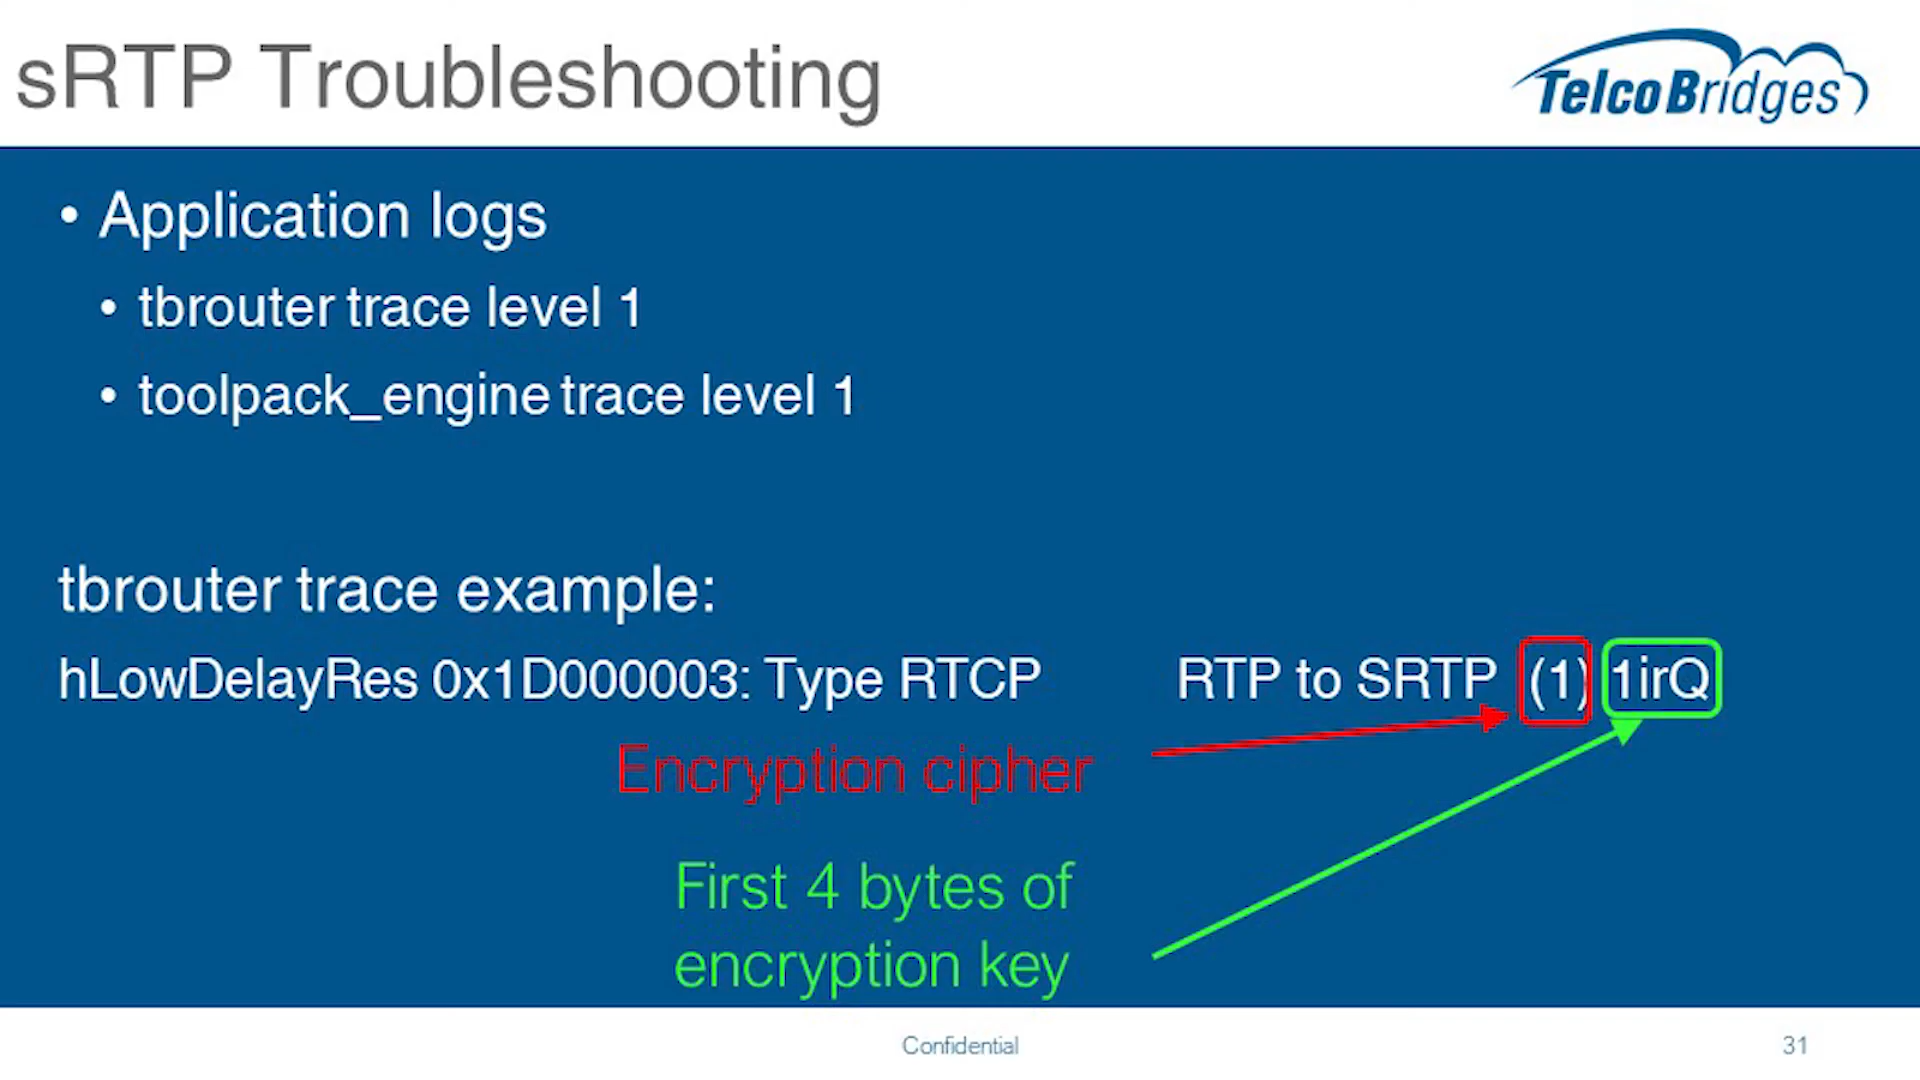 sRTP Troubleshooting
TelcoBridges
• Application logs
• tbrouter trace level 1
• toolpack_engine trace level 1
tbrouter trace example:
hLowDelayRes 0x1D000003: Type RTCP RTP to SRTP (1) 1irQ
Encryption cipher
First 4 bytes of
encryption key
Confidential
31